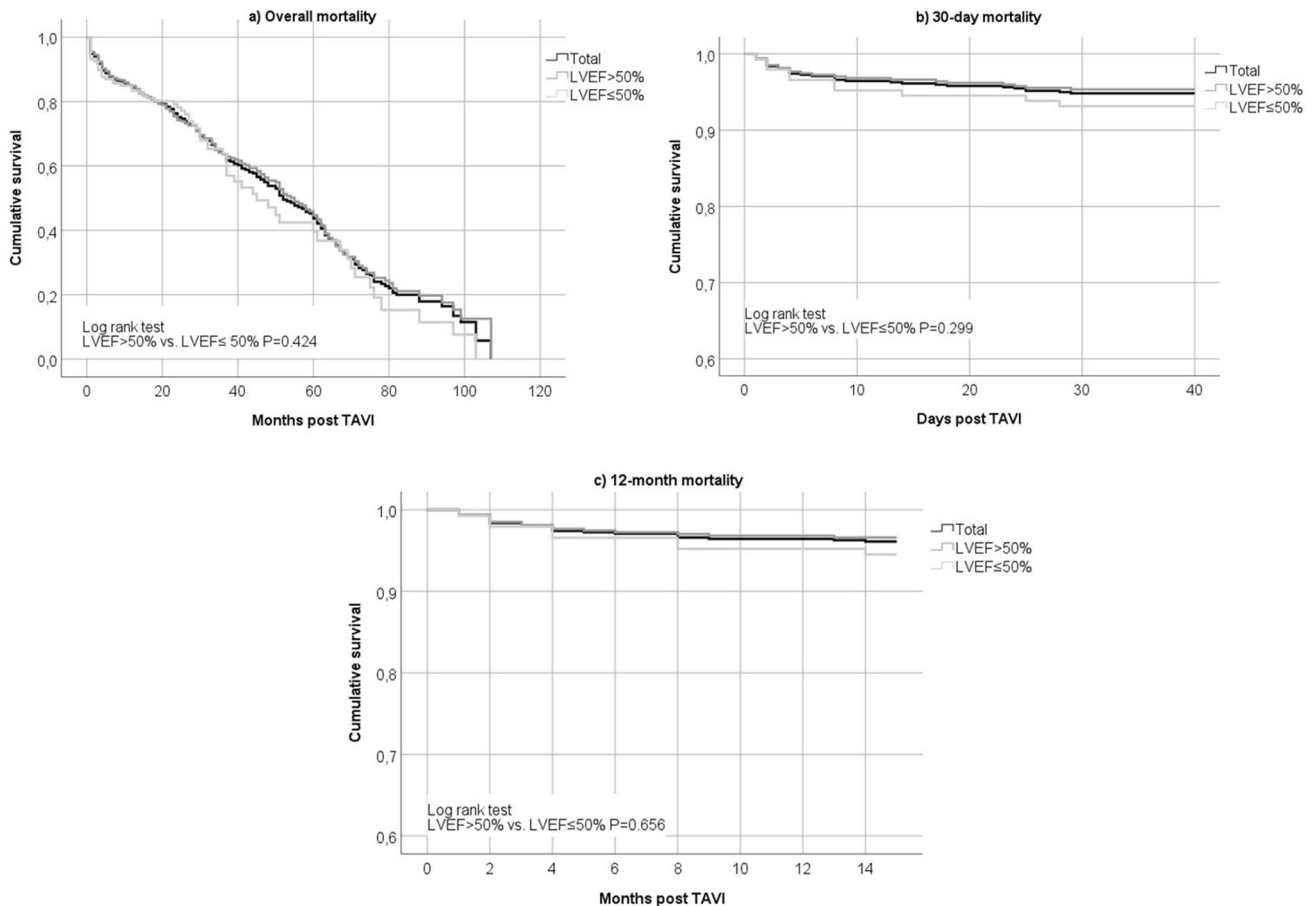 a) Overall mortality
1,0
0,8
0,6
0,4
0,2
0,0
Cumulative survival
Total
LVEF>50%
LVEF≤50%
Log rank test
LVEF>50% vs. LVEF≤ 50% P=0.424
0 20 40 60 80 100 120
Months post TAVI
b) 30-day mortality
1,0
0,9
0,8
0,7
0,6
Cumulative survival
Total
LVEF>50%
LVEF≤50%
Log rank test
LVEF>50% vs. LVEF≤50% P=0.299
0 10 20 30 40
Days post TAVI
c) 12-month mortality
1,0
0,9
0,8
0,7
0,6
Cumulative survival
Total
LVEF>50%
LVEF≤50%
Log rank test
LVEF>50% vs. LVEF≤50% P=0.656
0 2 4 6 8 10 12 14
Months post TAVI